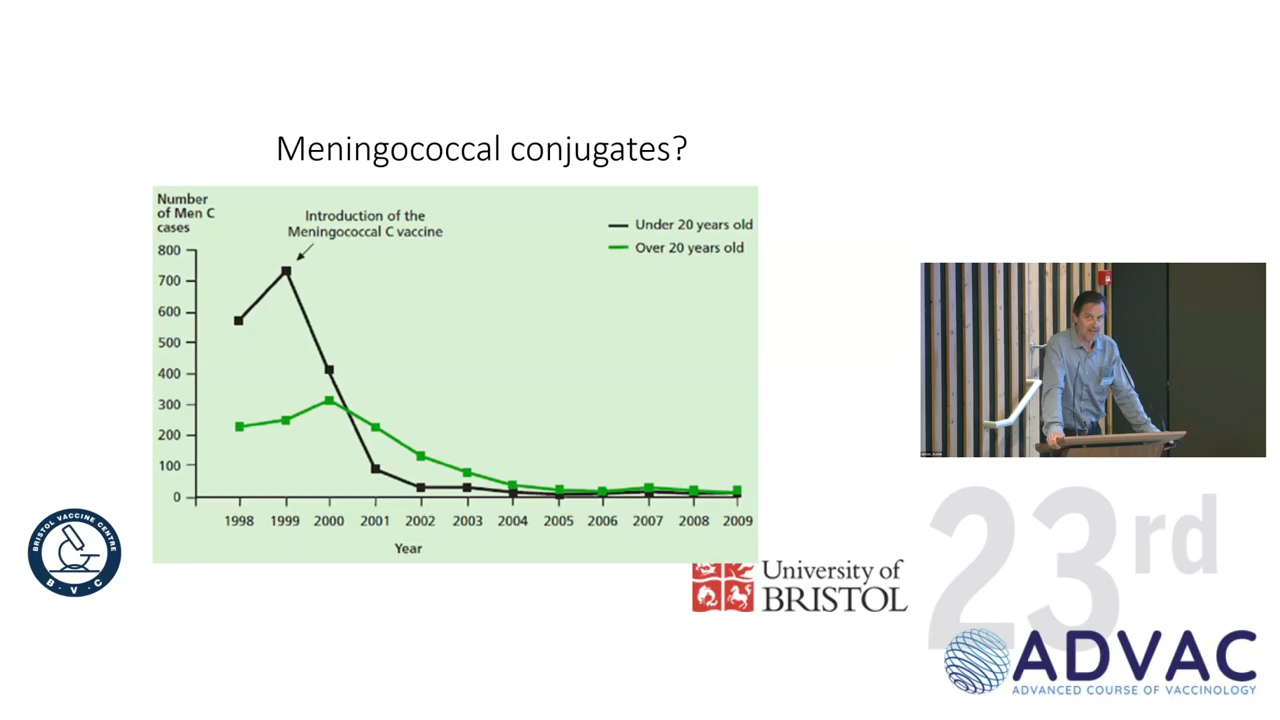 Meningococcal conjugates?
Number
of Men C
cases
Introduction of the
Meningococcal C vaccine
Under 20 years old
Over 20 years old
800
700
600
500
400
300
200
100
0
1998 1999 2000 2001 2002 2003 2004 2005 2006 2007 2008 2009
Year
BRISTOL VACCINE CENTRE
B · V · C
University of
BRISTOL
23rd
ADVAC
ADVANCED COURSE OF VACCINOLOGY